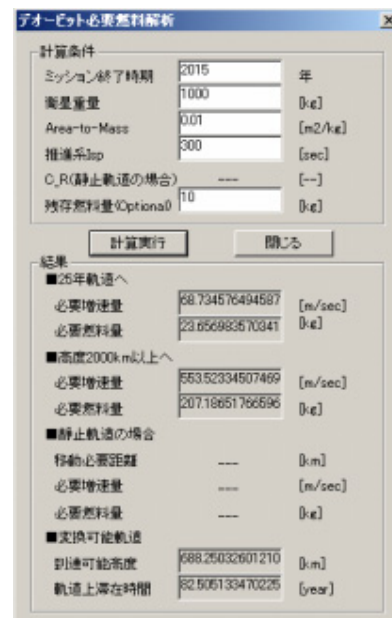 デオービット必要燃料解析
計算条件
ミッション終了時期 2015 年
衛星重量 1000 [kg]
Area-to-Mass 0.01 [m2/kg]
推進系Isp 300 [sec]
C_R(静止軌道の場合) --- [--]
残存燃料量(Optional) 10 [kg]
計算実行 閉じる
結果
■25年軌道へ
必要増速量 68.734576494587 [m/sec]
必要燃料量 23.656983570341 [kg]
■高度2000km以上へ
必要増速量 553.52334507469 [m/sec]
必要燃料量 207.18651766596 [kg]
■静止軌道の場合
移動必要距離 --- [km]
必要増速量 --- [m/sec]
必要燃料量 --- [kg]
■変換可能軌道
到達可能高度 688.25032601210 [km]
軌道上滞在時間 82.505133470225 [year]